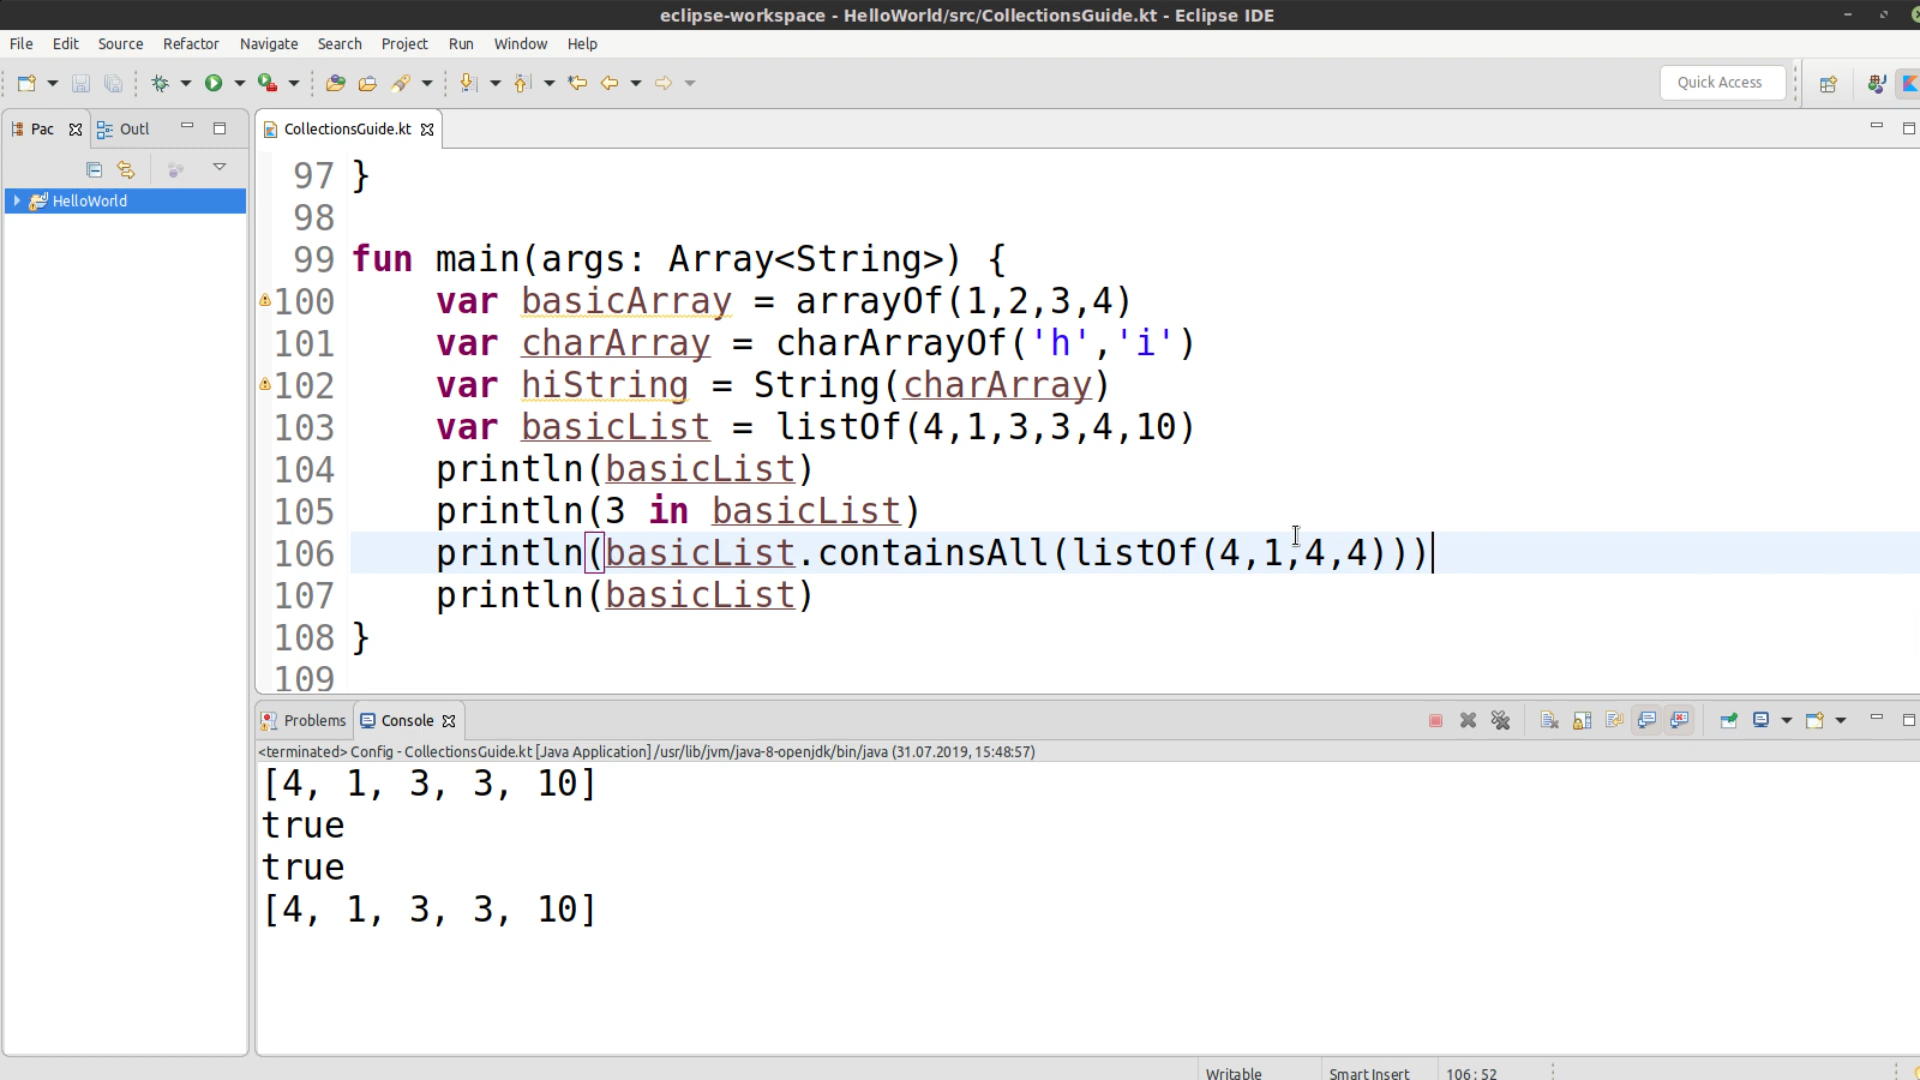 eclipse-workspace - HelloWorld/src/CollectionsGuide.kt - Eclipse IDE
File Edit Source Refactor Navigate Search Project Run Window Help
Quick Access
Pac Outl
CollectionsGuide.kt
HelloWorld
97 }
98
99 fun main(args: Array<String>) {
100 var basicArray = arrayOf(1,2,3,4)
101 var charArray = charArrayOf('h','i')
102 var hiString = String(charArray)
103 var basicList = listOf(4,1,3,3,4,10)
104 println(basicList)
105 println(3 in basicList)
106 println(basicList.containsAll(listOf(4,1,4,4)))
107 println(basicList)
108 }
109
Problems Console
<terminated> Config - CollectionsGuide.kt [Java Application] /usr/lib/jvm/java-8-openjdk/bin/java (31.07.2019, 15:48:57)
[4, 1, 3, 3, 10]
true
true
[4, 1, 3, 3, 10]
Writable Smart Insert 106 : 52